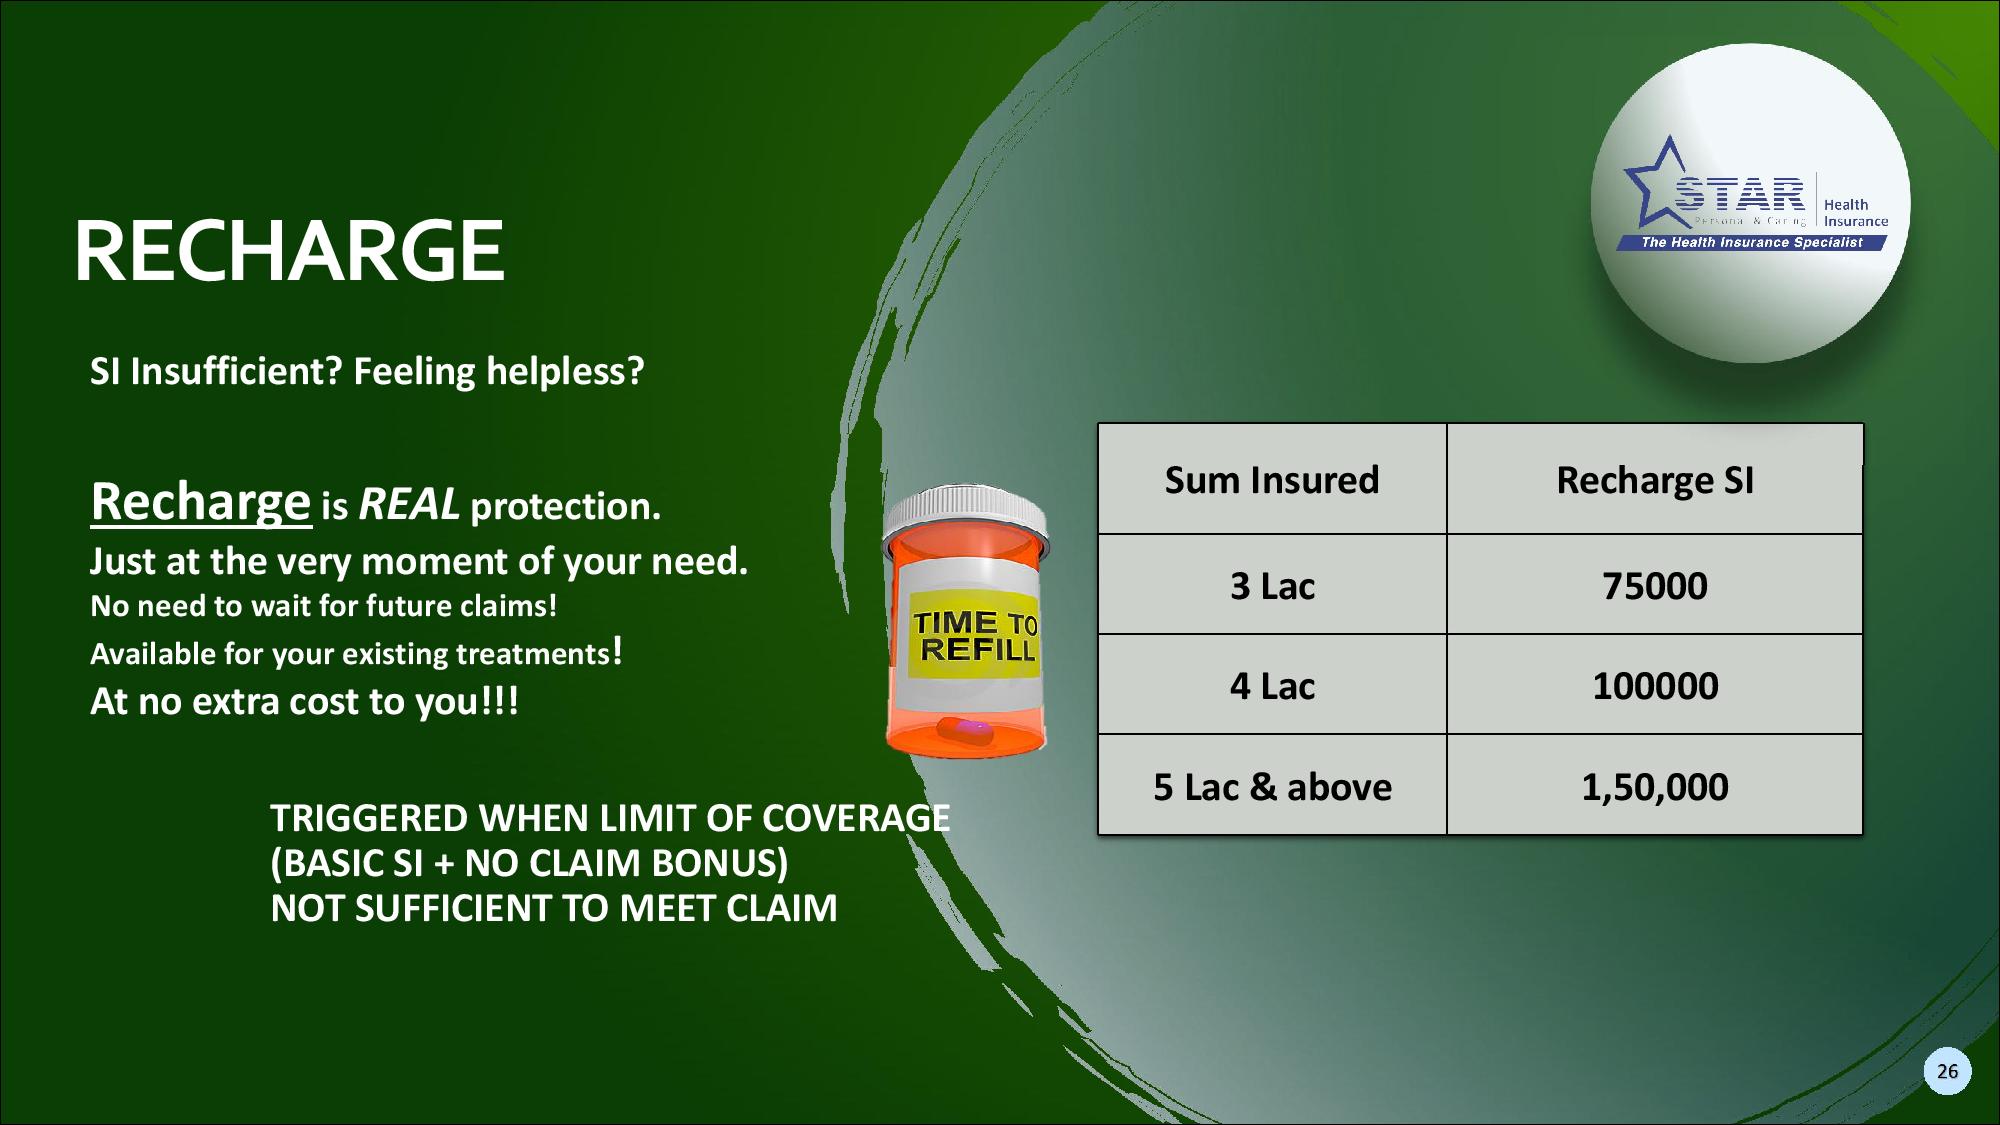 STAR
Health
Insurance
Personal & Caring
The Health Insurance Specialist
RECHARGE
SI Insufficient? Feeling helpless?
Recharge is REAL protection.
Just at the very moment of your need.
No need to wait for future claims!
Available for your existing treatments!
At no extra cost to you!!!
TRIGGERED WHEN LIMIT OF COVERAGE
(BASIC SI + NO CLAIM BONUS)
NOT SUFFICIENT TO MEET CLAIM
TIME TO
REFILL
Sum Insured Recharge SI
3 Lac 75000
4 Lac 100000
5 Lac & above 1,50,000
26